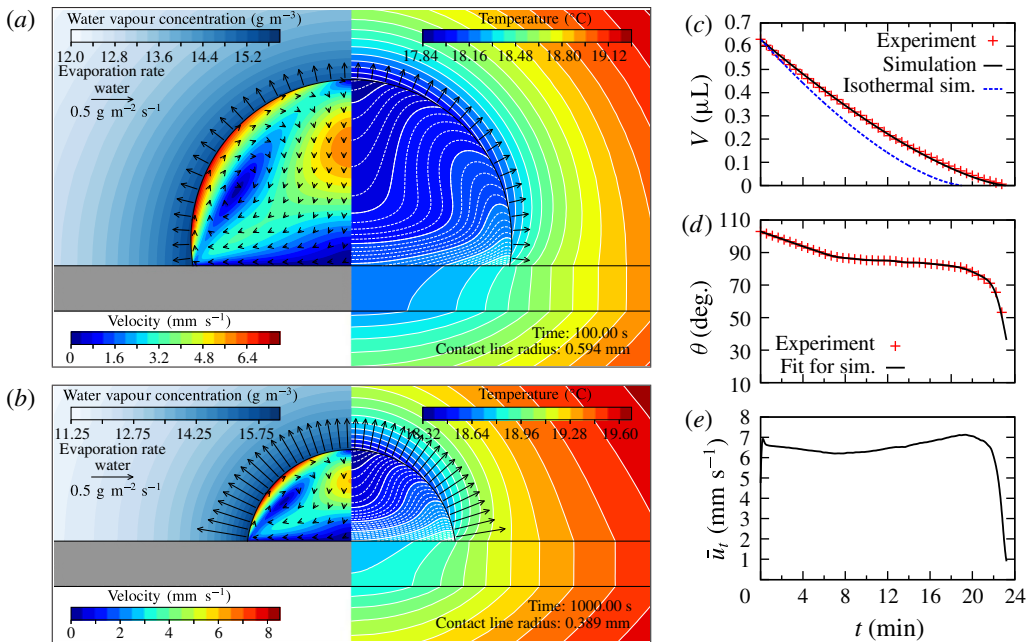 (a)
Water vapour concentration (g m−3)
12.0 12.8 13.6 14.4 15.2
Evaporation rate
water
0.5 g m−2 s−1
Temperature (°C)
17.84 18.16 18.48 18.80 19.12
Velocity (mm s−1)
0 1.6 3.2 4.8 6.4
Time: 100.00 s
Contact line radius: 0.594 mm
(b)
Water vapour concentration (g m−3)
11.25 12.75 14.25 15.75
Evaporation rate
water
0.5 g m−2 s−1
Temperature (°C)
18.32 18.64 18.96 19.28 19.60
Velocity (mm s−1)
0 2 4 6 8
Time: 1000.00 s
Contact line radius: 0.389 mm
(c)
0.7
0.6
0.5
0.4
0.3
0.2
0.1
0
V (μL)
Experiment
Simulation
Isothermal sim.
(d)
110
90
70
50
30
10
θ (deg.)
Experiment
Fit for sim.
(e)
8
7
6
5
4
3
2
1
0
ūt (mm s−1)
4 8 12 16 20 24
t (min)